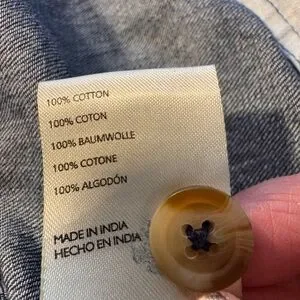 100% COTTON
100% COTON
100% BAUMWOLLE
100% COTONE
100% ALGODÓN
MADE IN INDIA
HECHO EN INDIA